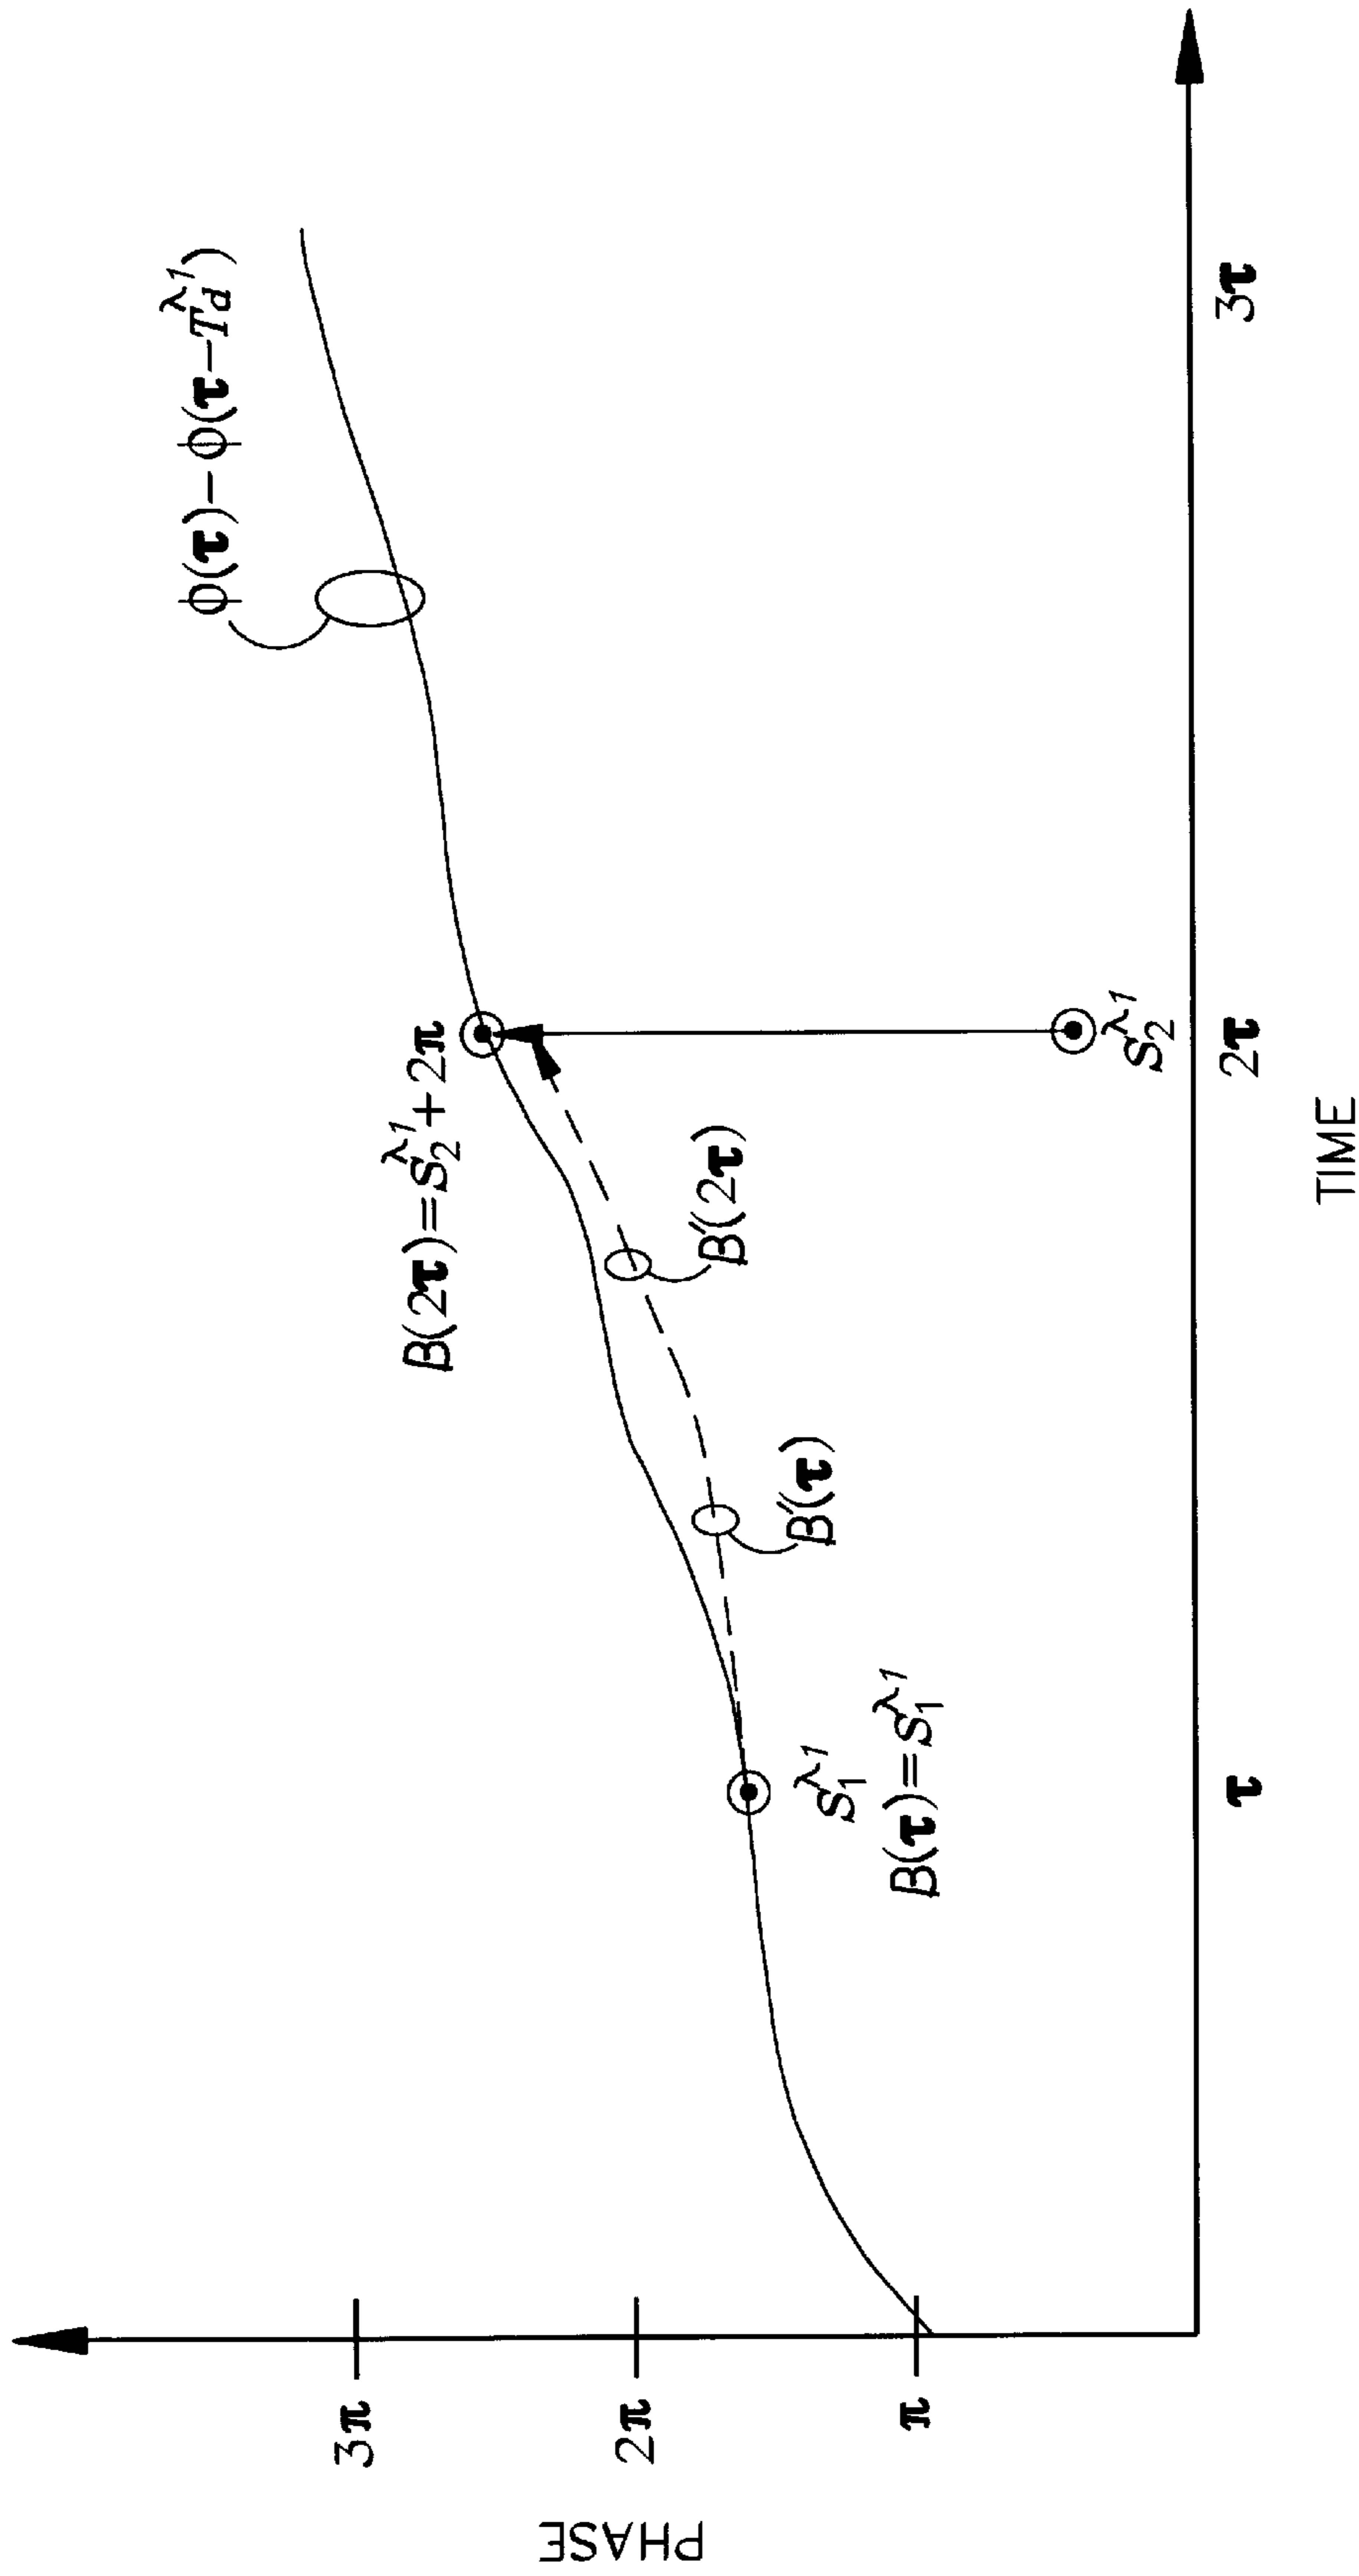 PHASE
3π
2π
π
ϕ(τ)−ϕ(τ−T_d^λ1)
B(2τ)=S_2^λ1+2π
B′(2τ)
B′(τ)
S_1^λ1
B(τ)=S_1^λ1
S_2^λ1
τ
2τ
3τ
TIME